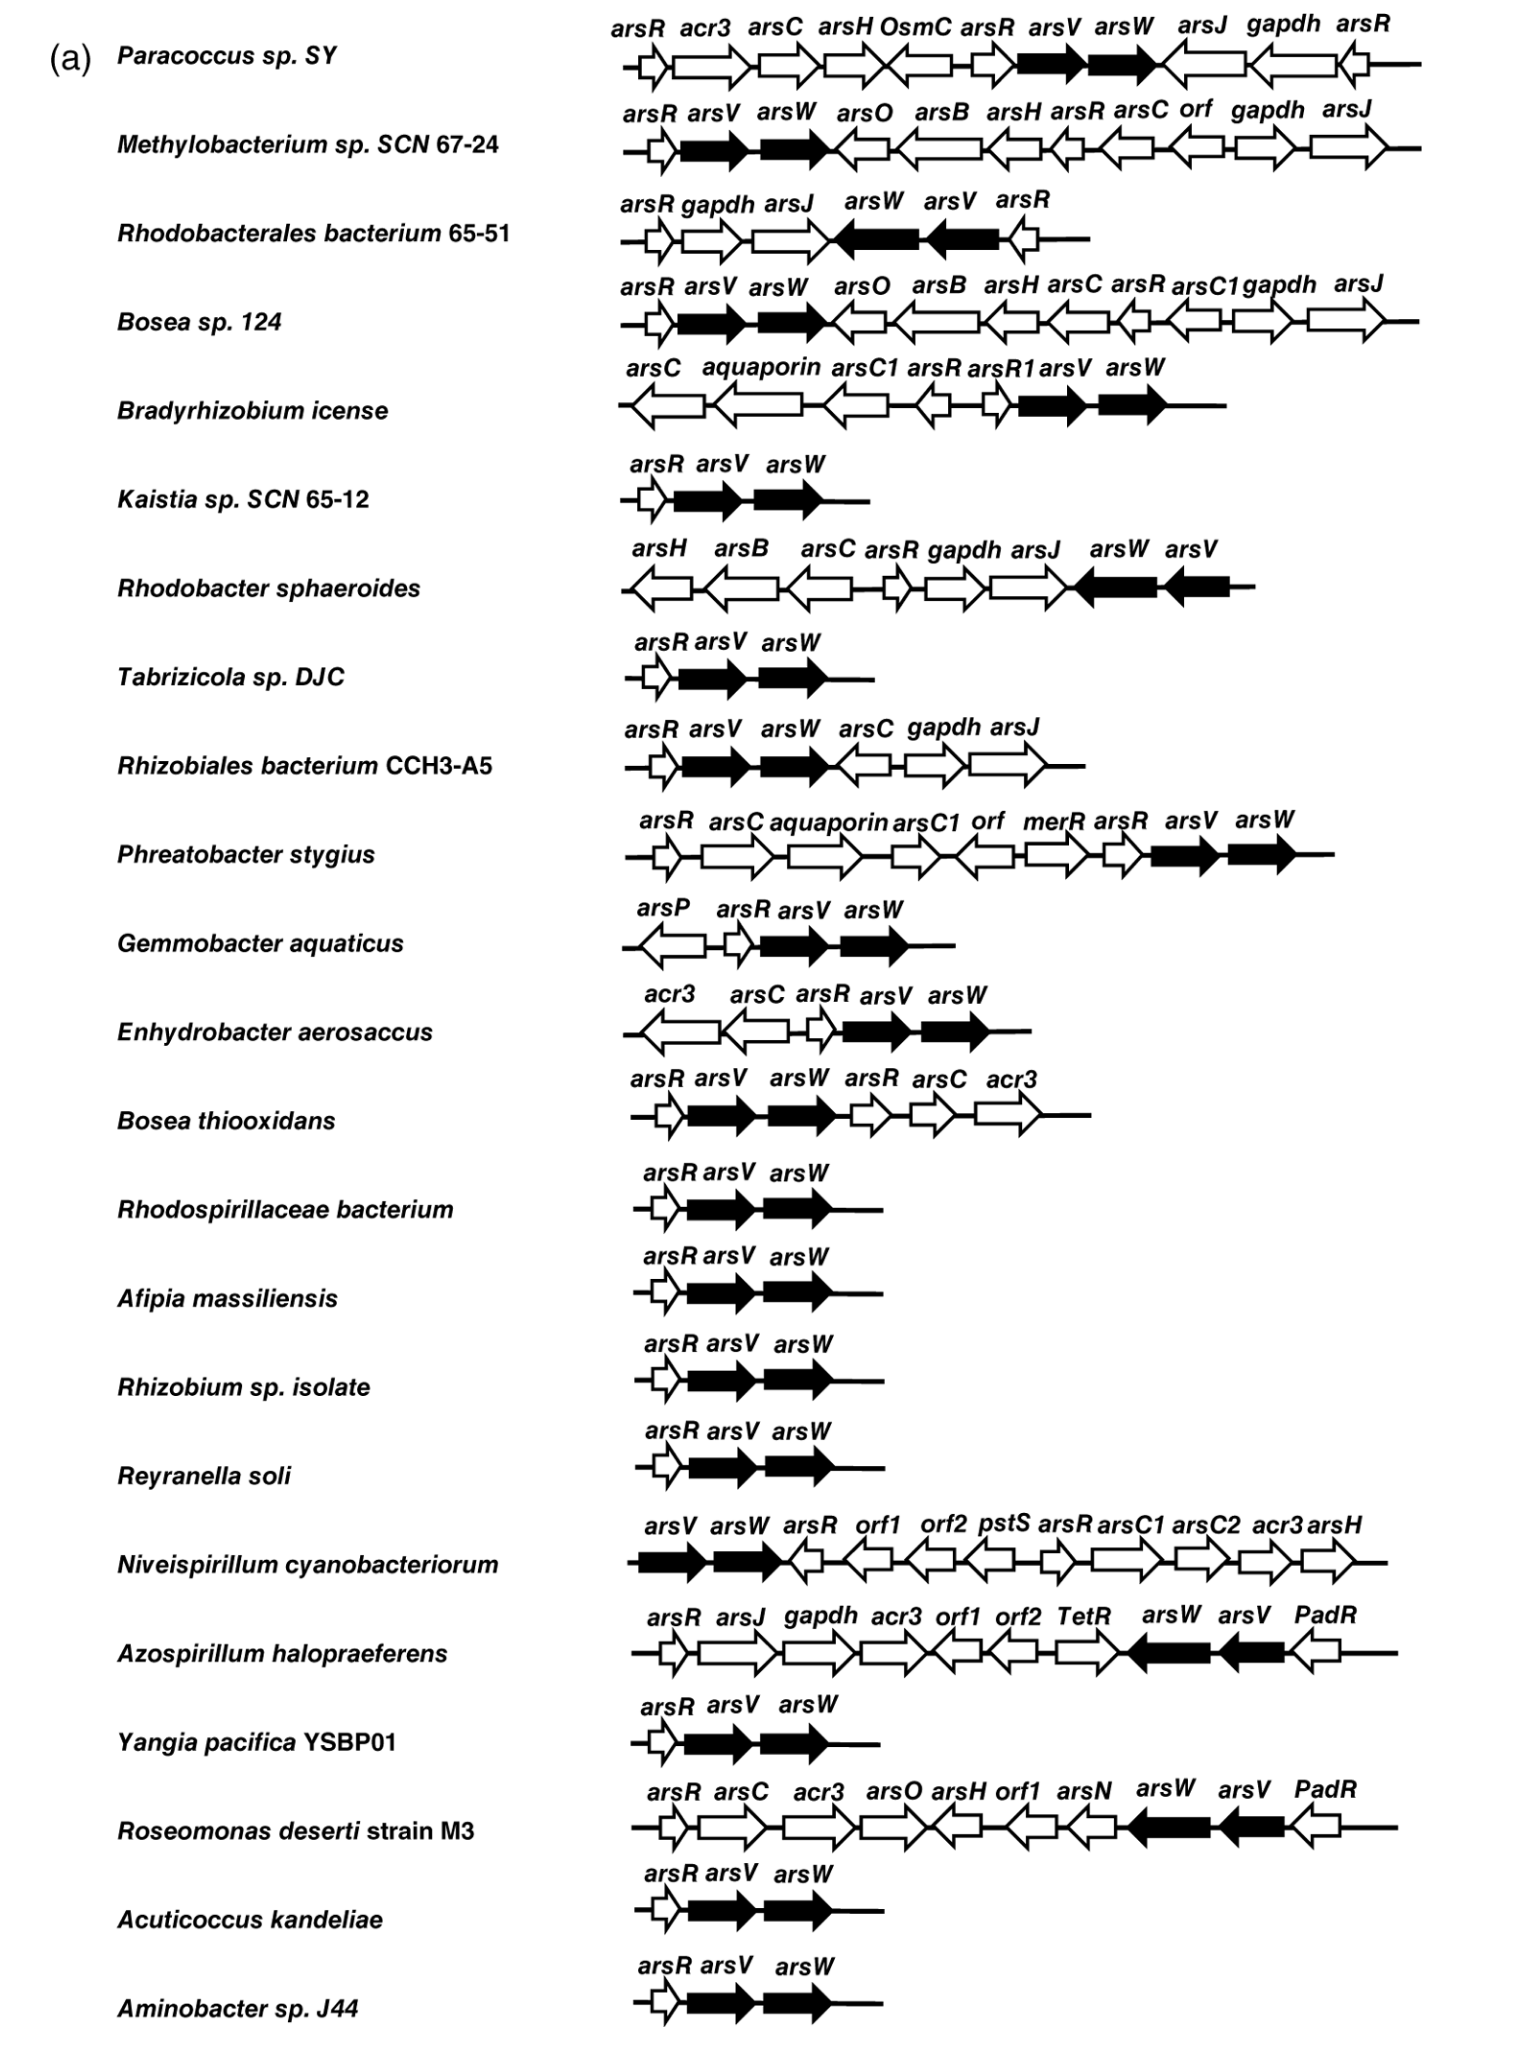 (a)
arsR acr3 arsC arsH OsmC arsR arsV arsW arsJ gapdh arsR
Paracoccus sp. SY
arsR arsV arsW arsO arsB arsH arsR arsC orf gapdh arsJ
Methylobacterium sp. SCN 67-24
arsR gapdh arsJ arsW arsV arsR
Rhodobacterales bacterium 65-51
arsR arsV arsW arsO arsB arsH arsC arsR arsC1 gapdh arsJ
Bosea sp. 124
arsC aquaporin arsC1 arsR arsR1 arsV arsW
Bradyrhizobium icense
arsR arsV arsW
Kaistia sp. SCN 65-12
arsH arsB arsC arsR gapdh arsJ arsW arsV
Rhodobacter sphaeroides
arsR arsV arsW
Tabrizicola sp. DJC
arsR arsV arsW arsC gapdh arsJ
Rhizobiales bacterium CCH3-A5
arsR arsC aquaporin arsC1 orf merR arsR arsV arsW
Phreatobacter stygius
arsP arsR arsV arsW
Gemmobacter aquaticus
acr3 arsC arsR arsV arsW
Enhydrobacter aerosaccus
arsR arsV arsW arsR arsC acr3
Bosea thiooxidans
arsR arsV arsW
Rhodospirillaceae bacterium
arsR arsV arsW
Afipia massiliensis
arsR arsV arsW
Rhizobium sp. isolate
arsR arsV arsW
Reyranella soli
arsV arsW arsR orf1 orf2 pstS arsR arsC1 arsC2 acr3 arsH
Niveispirillum cyanobacteriorum
arsR arsJ gapdh acr3 orf1 orf2 TetR arsW arsV PadR
Azospirillum halopraeferens
arsR arsV arsW
Yangia pacifica YSBP01
arsR arsC acr3 arsO arsH orf1 arsN arsW arsV PadR
Roseomonas deserti strain M3
arsR arsV arsW
Acuticoccus kandeliae
arsR arsV arsW
Aminobacter sp. J44